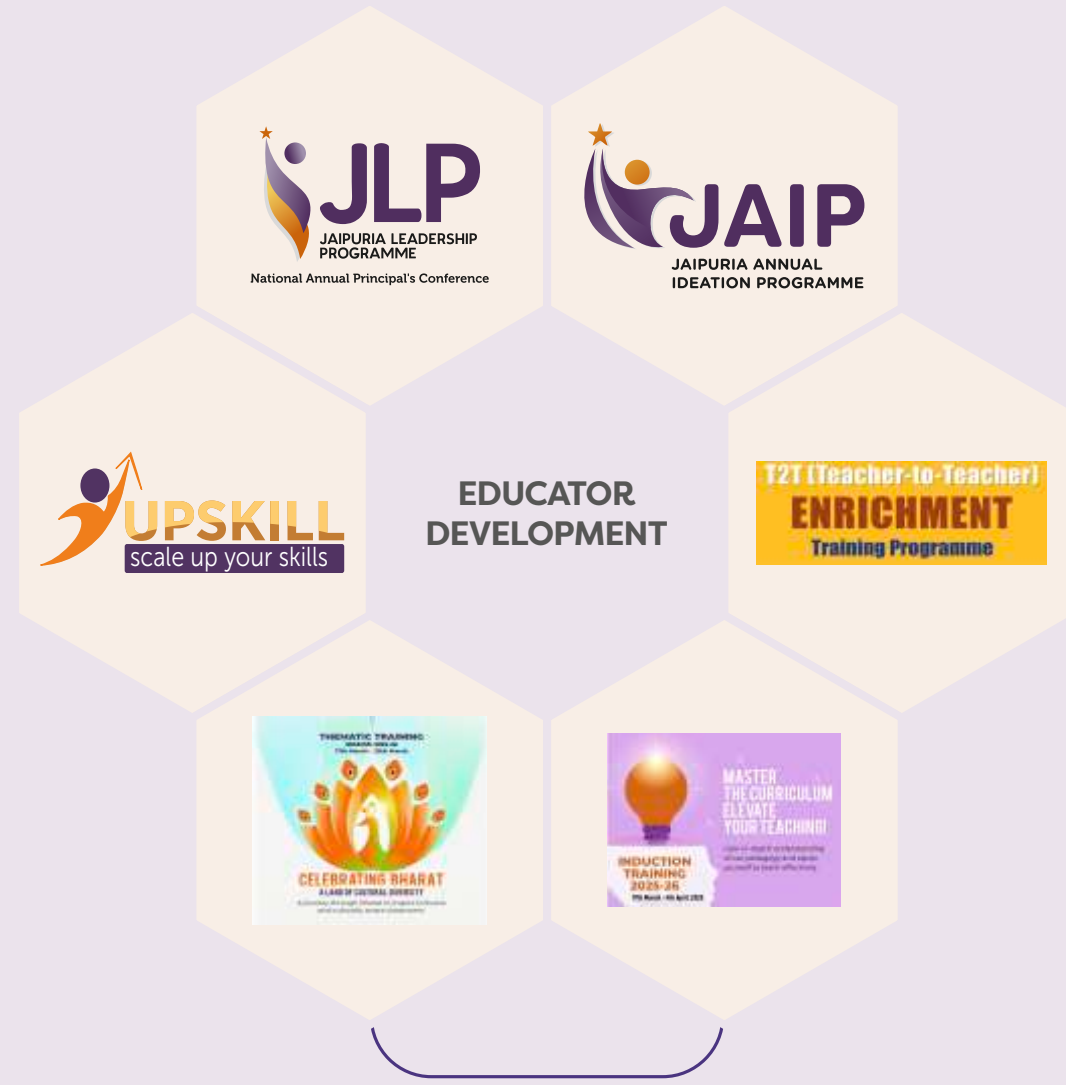 JLP
JAIPURIA LEADERSHIP
PROGRAMME
National Annual Principal's Conference
JAIP
JAIPURIA ANNUAL
IDEATION PROGRAMME
UPSKILL
scale up your skills
EDUCATOR
DEVELOPMENT
T2T (Teacher-to-Teacher)
ENRICHMENT
Training Programme
THEMATIC TRAINING
CELEBRATING BHARAT
A LAND OF CULTURAL DIVERSITY
MASTER
THE CURRICULUM
ELEVATE
YOUR TEACHING!
INDUCTION
TRAINING
2025-26